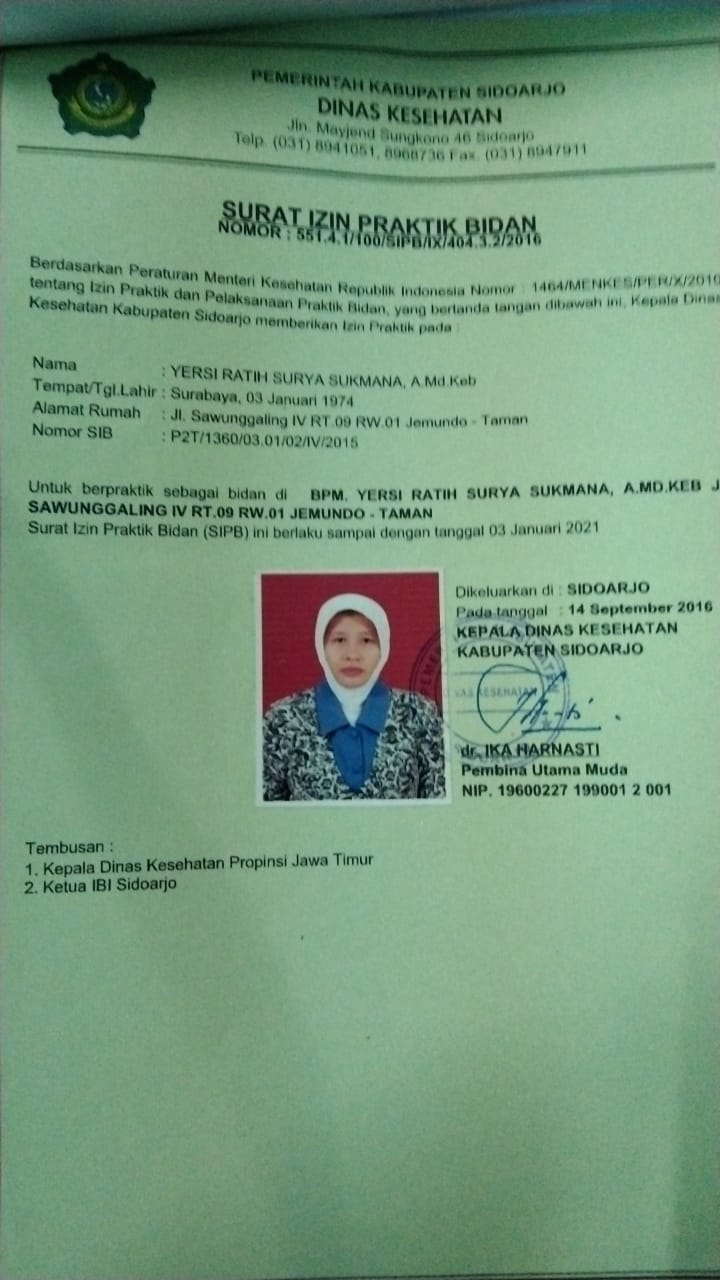 PEMERINTAH KABUPATEN SIDOARJO
DINAS KESEHATAN
Jln. Mayjend Sungkono 46 Sidoarjo
Telp. (031) 8941051, 8968736 Fax. (031) 8947911
SURAT IZIN PRAKTIK BIDAN
NOMOR : 551.4.1/100/SIPB/IX/404.3.2/2016
Berdasarkan Peraturan Menteri Kesehatan Republik Indonesia Nomor : 1464/MENKES/PER/X/2010
tentang Izin Praktik dan Pelaksanaan Praktik Bidan, yang bertanda tangan dibawah ini, Kepala Dinas
Kesehatan Kabupaten Sidoarjo memberikan Izin Praktik pada :
Nama : YERSI RATIH SURYA SUKMANA, A.Md.Keb
Tempat/Tgl.Lahir : Surabaya, 03 Januari 1974
Alamat Rumah : Jl. Sawunggaling IV RT.09 RW.01 Jemundo - Taman
Nomor SIB : P2T/1360/03.01/02/IV/2015
Untuk berpraktik sebagai bidan di BPM. YERSI RATIH SURYA SUKMANA, A.MD.KEB J
SAWUNGGALING IV RT.09 RW.01 JEMUNDO - TAMAN
Surat Izin Praktik Bidan (SIPB) ini berlaku sampai dengan tanggal 03 Januari 2021
Dikeluarkan di : SIDOARJO
Pada tanggal : 14 September 2016
KEPALA DINAS KESEHATAN
KABUPATEN SIDOARJO
DINAS KESEHATAN
dr. IKA HARNASTI
Pembina Utama Muda
NIP. 19600227 199001 2 001
Tembusan :
1. Kepala Dinas Kesehatan Propinsi Jawa Timur
2. Ketua IBI Sidoarjo